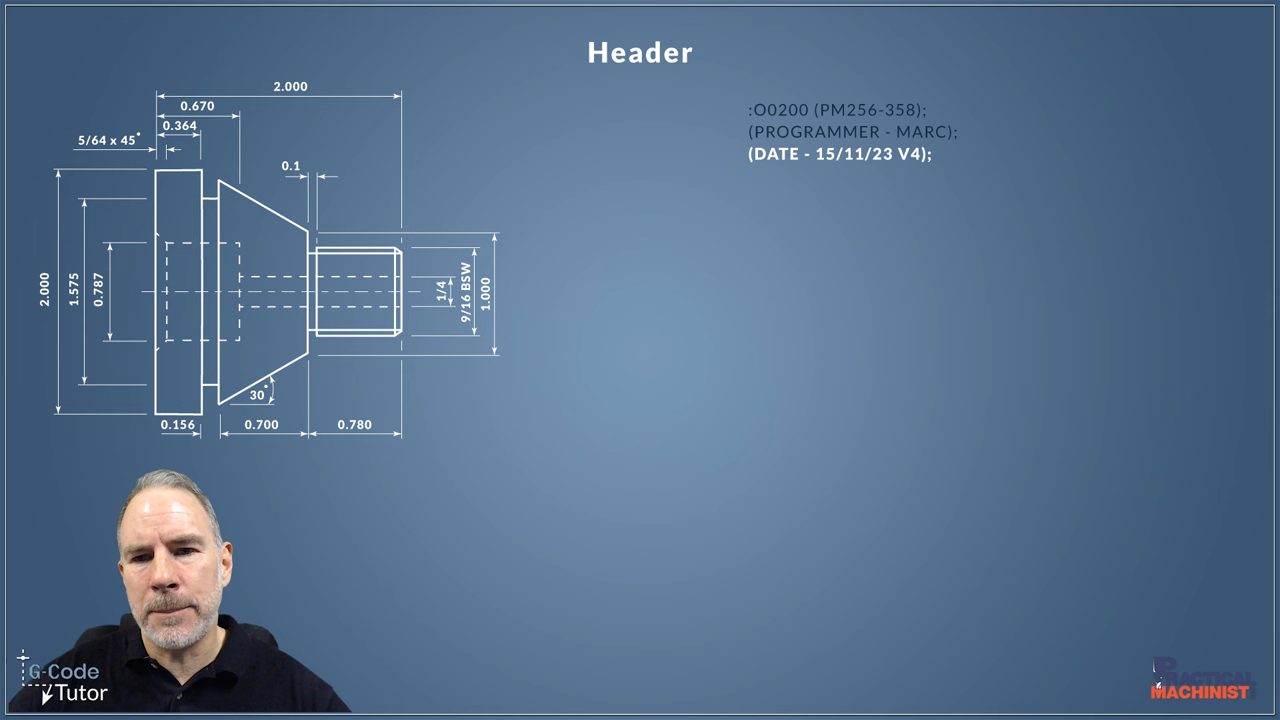 Header
2.000
0.670
0.364
5/64 x 45°
0.1
2.000
1.575
0.787
1/4
9/16 BSW
1.000
30°
0.156
0.700
0.780
:O0200 (PM256-358);
(PROGRAMMER - MARC);
(DATE - 15/11/23 V4);
G-Code
Tutor
PRACTICAL
MACHINIST